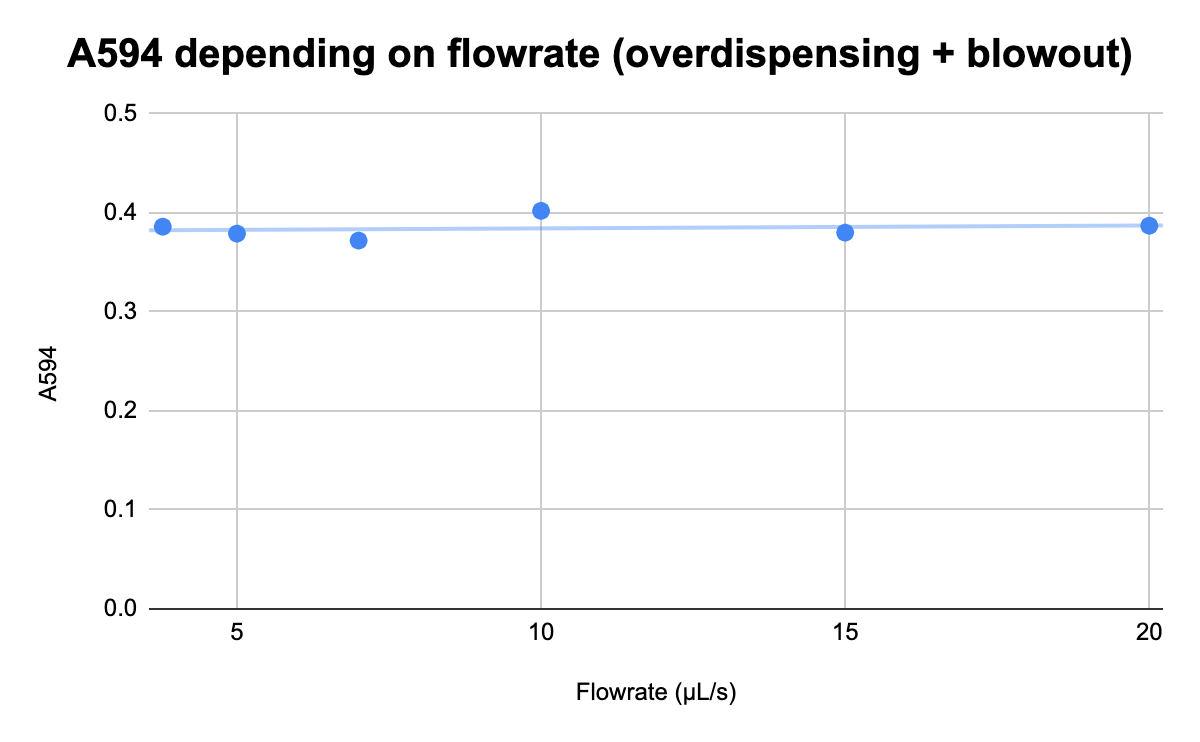 A594 depending on flowrate (overdispensing + blowout)
0.5
0.4
0.3
0.2
0.1
0.0
A594
5 10 15 20
Flowrate (µL/s)